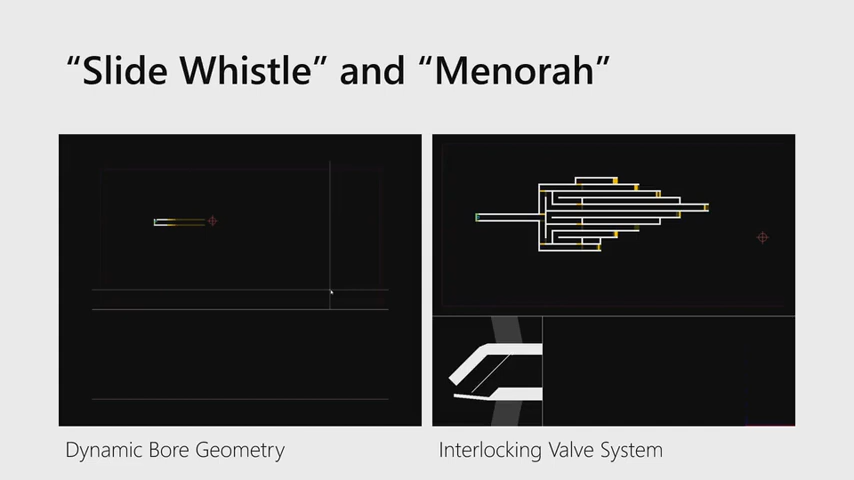 “Slide Whistle” and “Menorah”
Dynamic Bore Geometry
Interlocking Valve System